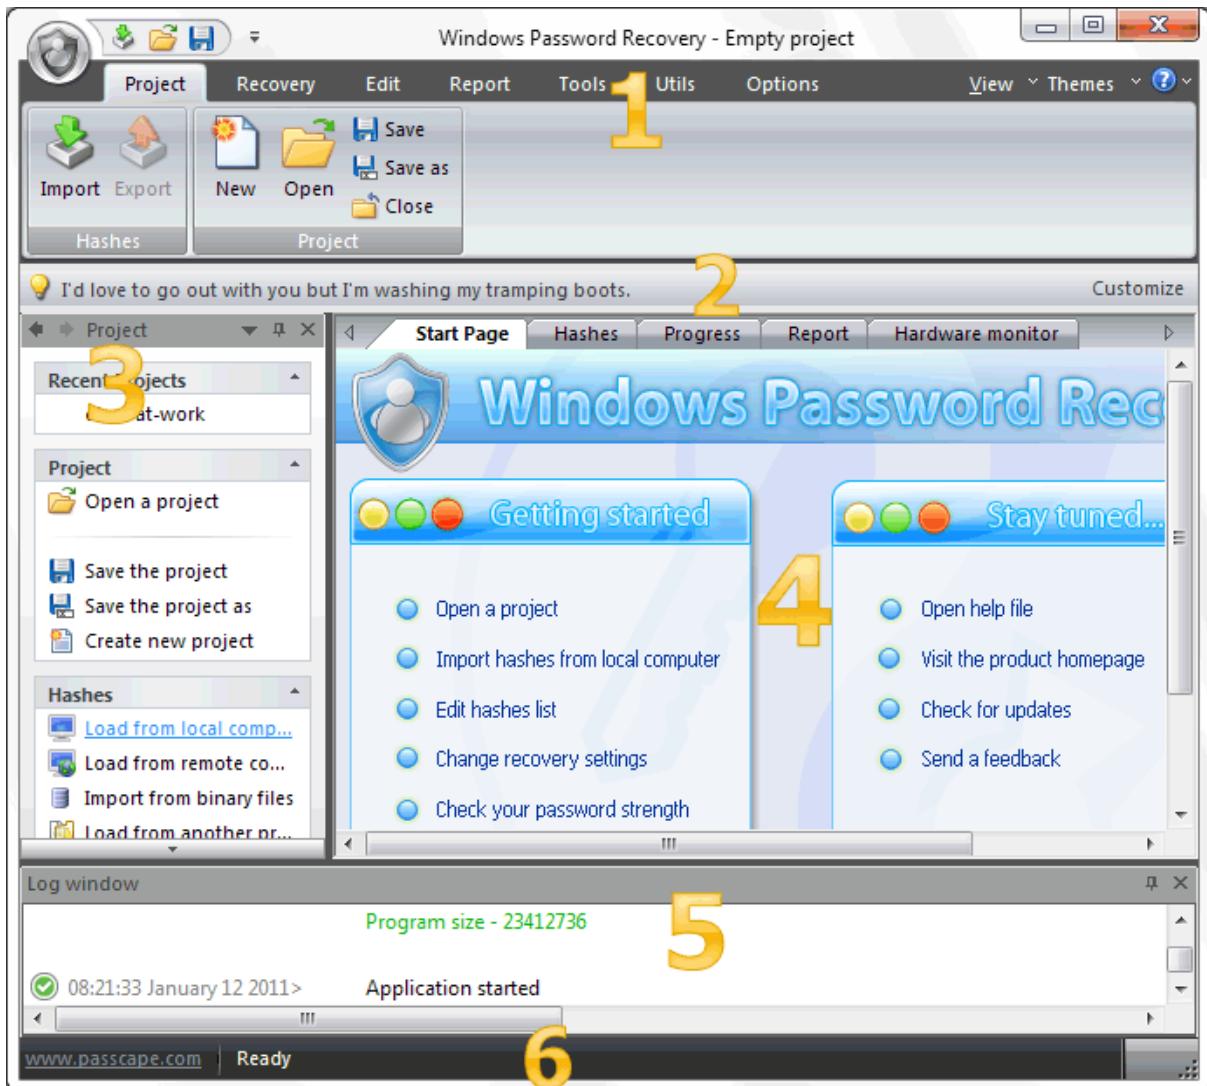 Windows Password Recovery - Empty project
Project Recovery Edit Report Tools Utils Options View Themes
1
Import Export New Open
Save
Save as
Close
Hashes Project
2
I'd love to go out with you but I'm washing my tramping boots. Customize
Project
3
Recent Projects
at-work
Project
Open a project
Save the project
Save the project as
Create new project
Hashes
Load from local comp...
Load from remote co...
Import from binary files
Load from another pr...
Start Page Hashes Progress Report Hardware monitor
Windows Password Rec
Getting started
Open a project
Import hashes from local computer
Edit hashes list
Change recovery settings
Check your password strength
4
Stay tuned...
Open help file
Visit the product homepage
Check for updates
Send a feedback
Log window
5
Program size - 23412736
08:21:33 January 12 2011> Application started
6
www.passcape.com Ready